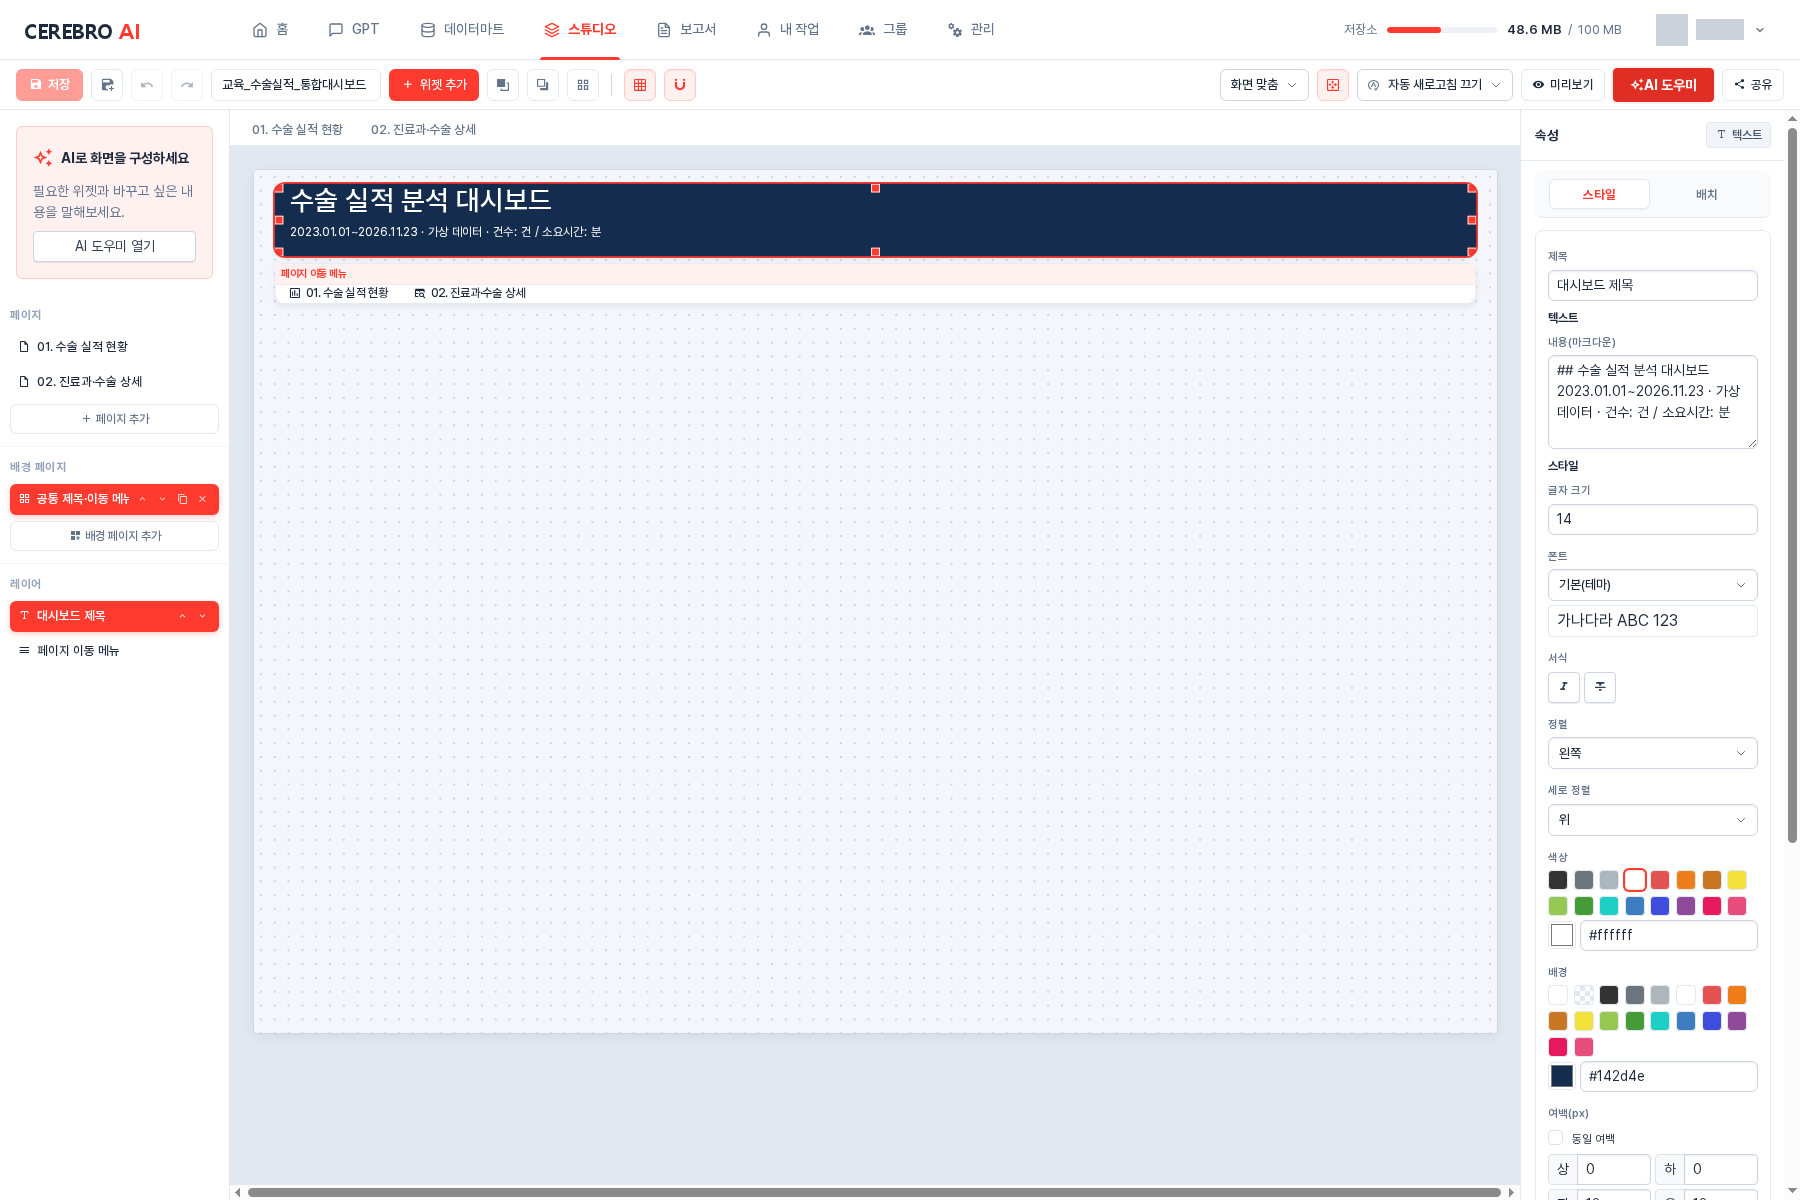 CEREBRO AI
홈
GPT
데이터마트
스튜디오
보고서
내 작업
그룹
관리
저장소
48.6 MB / 100 MB
저장
교육_수술실적_통합대시보드
위젯 추가
화면 맞춤
자동 새로고침 끄기
미리보기
AI 도우미
공유
AI로 화면을 구성하세요
필요한 위젯과 바꾸고 싶은 내
용을 말해보세요.
AI 도우미 열기
페이지
01. 수술 실적 현황
02. 진료과·수술 상세
+ 페이지 추가
배경 페이지
공통 제목·이동 메뉴
배경 페이지 추가
레이어
T 대시보드 제목
페이지 이동 메뉴
01. 수술 실적 현황
02. 진료과·수술 상세
수술 실적 분석 대시보드
2023.01.01~2026.11.23 · 가상 데이터 · 건수: 건 / 소요시간: 분
페이지 이동 메뉴
01. 수술 실적 현황
02. 진료과·수술 상세
속성
T 텍스트
스타일
배치
제목
대시보드 제목
텍스트
내용(마크다운)
## 수술 실적 분석 대시보드
2023.01.01~2026.11.23 · 가상
데이터 · 건수: 건 / 소요시간: 분
스타일
글자 크기
14
폰트
기본(테마)
가나다라 ABC 123
서식
정렬
왼쪽
세로 정렬
위
색상
#ffffff
배경
#142d4e
여백(px)
동일 여백
상 0
하 0